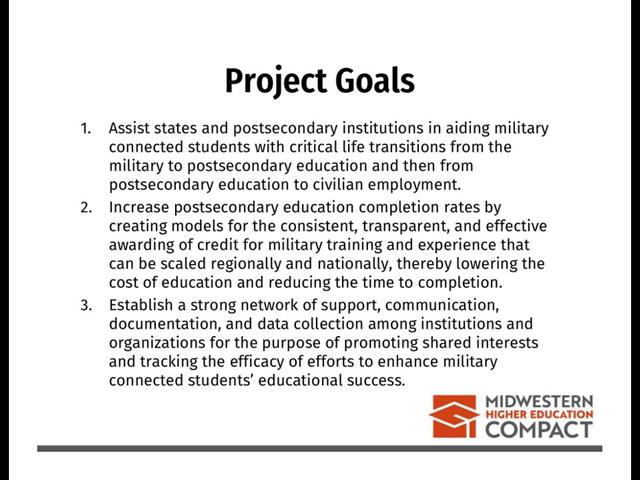 Project Goals
1. Assist states and postsecondary institutions in aiding military
connected students with critical life transitions from the
military to postsecondary education and then from
postsecondary education to civilian employment.
2. Increase postsecondary education completion rates by
creating models for the consistent, transparent, and effective
awarding of credit for military training and experience that
can be scaled regionally and nationally, thereby lowering the
cost of education and reducing the time to completion.
3. Establish a strong network of support, communication,
documentation, and data collection among institutions and
organizations for the purpose of promoting shared interests
and tracking the efficacy of efforts to enhance military
connected students’ educational success.
MIDWESTERN
HIGHER EDUCATION
COMPACT